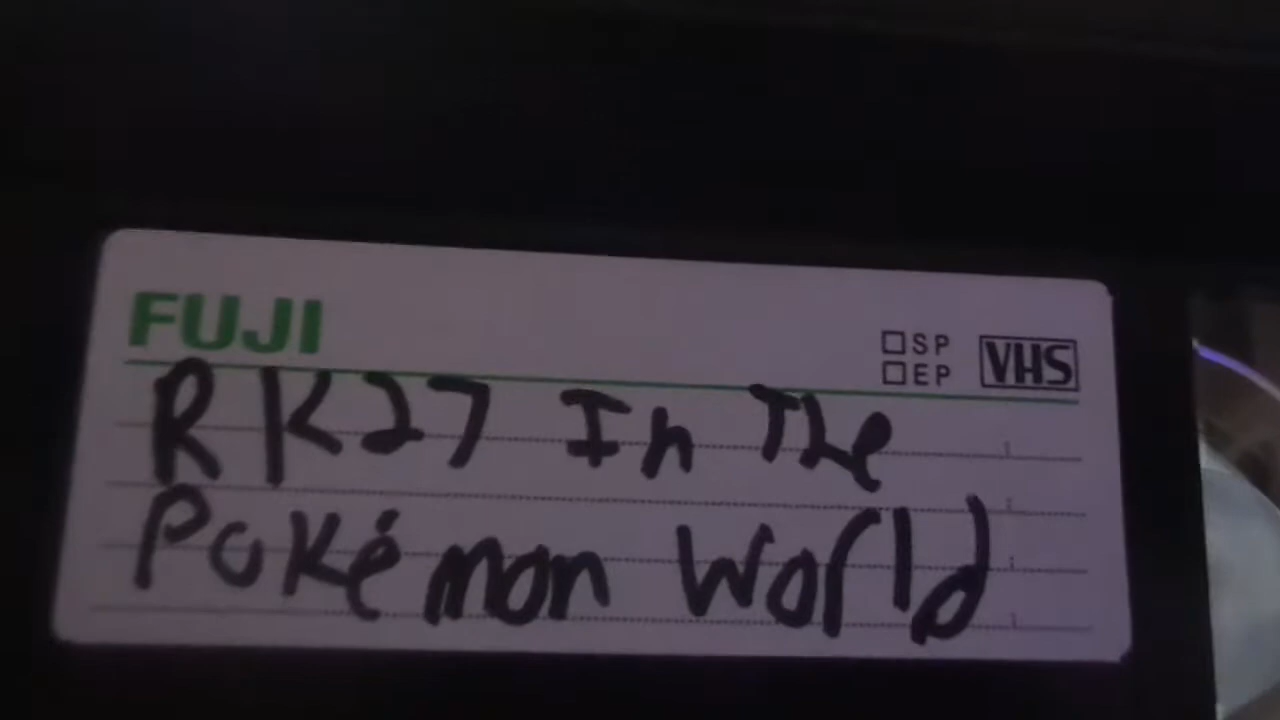 FUJI
□SP
□EP
VHS
RK27 In The
Pokémon World